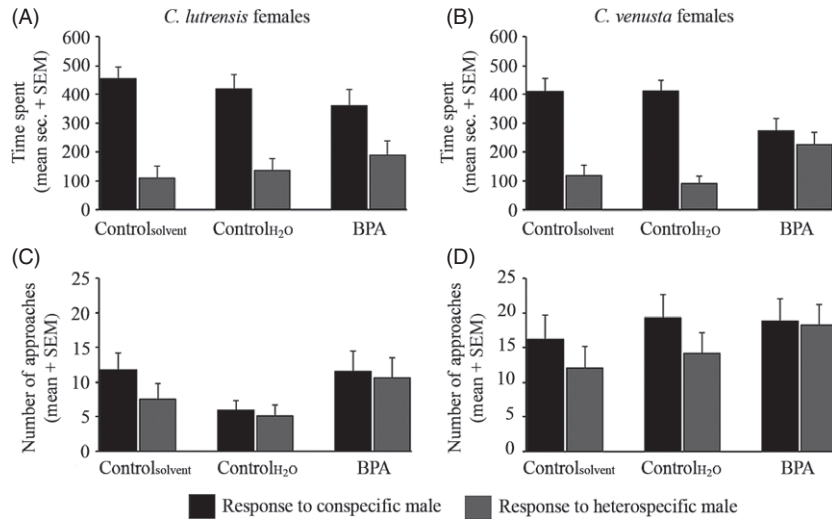 (A) C. lutrensis females
Time spent
(mean sec. + SEM)
600
500
400
300
200
100
0
Controlsolvent ControlH2O BPA
(B) C. venusta females
Time spent
(mean sec. + SEM)
600
500
400
300
200
100
0
Controlsolvent ControlH2O BPA
(C)
Number of approaches
(mean + SEM)
25
20
15
10
5
0
Controlsolvent ControlH2O BPA
(D)
Number of approaches
(mean + SEM)
25
20
15
10
5
0
Controlsolvent ControlH2O BPA
Response to conspecific male Response to heterospecific male